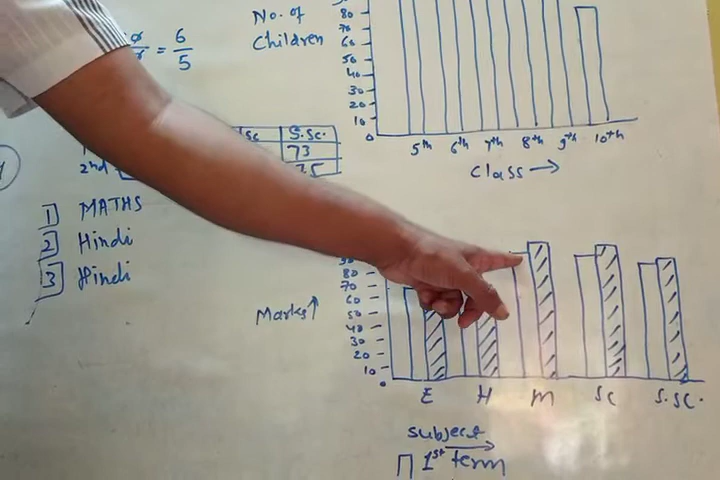 No. of
Children
80
70
60
50
40
30
20
10
0
5th 6th 7th 8th 9th 10th
Class →
= 6/5
Sc S.Sc.
73
2nd 75
1 MATHS
2 Hindi
3 Hindi
Marks ↑
90
80
70
60
50
40
30
20
10
0
E H M SC S.SC.
subject →
1st term